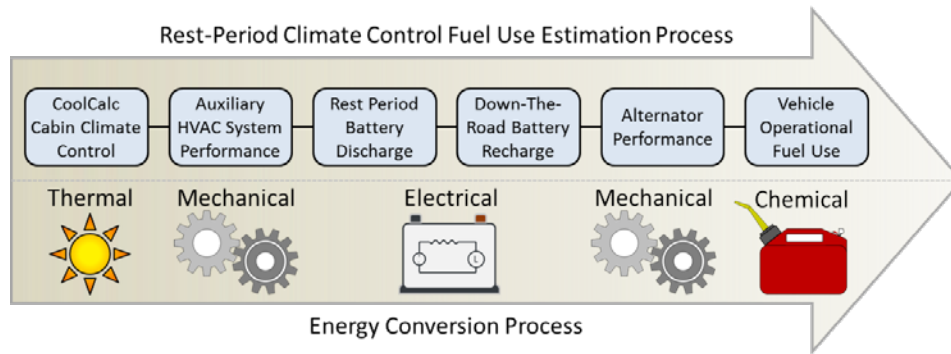 Rest-Period Climate Control Fuel Use Estimation Process
CoolCalc
Cabin Climate
Control
Auxiliary
HVAC System
Performance
Rest Period
Battery
Discharge
Down-The-
Road Battery
Recharge
Alternator
Performance
Vehicle
Operational
Fuel Use
Thermal
Mechanical
Electrical
Mechanical
Chemical
L
Energy Conversion Process